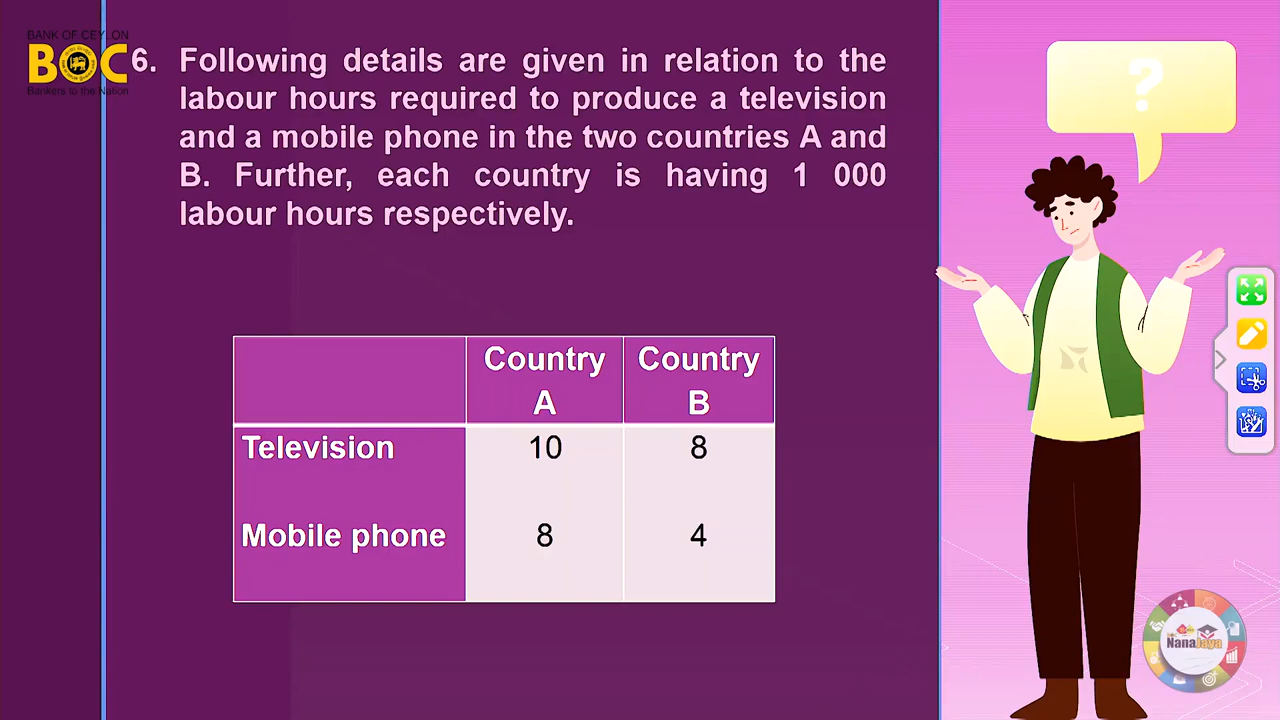 BANK OF CEYLON
BOC
Bankers to the Nation
6. Following details are given in relation to the
labour hours required to produce a television
and a mobile phone in the two countries A and
B. Further, each country is having 1 000
labour hours respectively.
?
Country Country
A B
Television 10 8
Mobile phone 8 4
NanaJaya